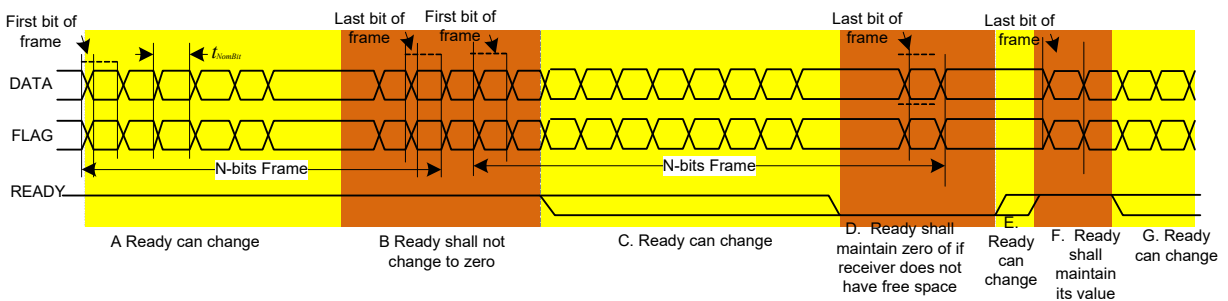 First bit of
frame
t NomBit
Last bit of
frame
First bit of
frame
Last bit of
frame
Last bit of
frame
DATA
FLAG
N-bits Frame
N-bits Frame
READY
A Ready can change
B Ready shall not
change to zero
C. Ready can change
D. Ready shall
maintain zero of if
receiver does not
have free space
E.
Ready
can
change
F. Ready
shall
maintain
its value
G. Ready
can change